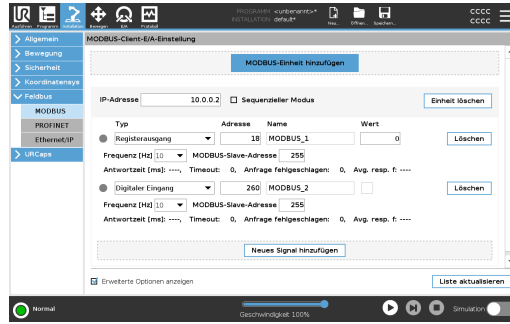 PROGRAMM <unbenannt>*
INSTALLATION default*
Ausführen Programm Installation Bewegen E/A Protokoll Neu... Öffnen... Speichern...
CCCC
CCCC
Allgemein
MODBUS-Client-E/A-Einstellung
Bewegung
Sicherheit
Koordinatensys
Feldbus
MODBUS
PROFINET
Ethernet/IP
URCaps
MODBUS-Einheit hinzufügen
IP-Adresse 10.0.0.2 Sequenzieller Modus Einheit löschen
Typ Adresse Name Wert
Registerausgang 18 MODBUS_1 0 Löschen
Frequenz [Hz] 10 MODBUS-Slave-Adresse 255
Antwortzeit [ms]: ----, Timeout: 0, Anfrage fehlgeschlagen: 0, Avg. resp. f: ----
Digitaler Eingang 260 MODBUS_2 Löschen
Frequenz [Hz] 10 MODBUS-Slave-Adresse 255
Antwortzeit [ms]: ----, Timeout: 0, Anfrage fehlgeschlagen: 0, Avg. resp. f: ----
Neues Signal hinzufügen
Erweiterte Optionen anzeigen
Liste aktualisieren
Normal
Geschwindigkeit 100%
Simulation